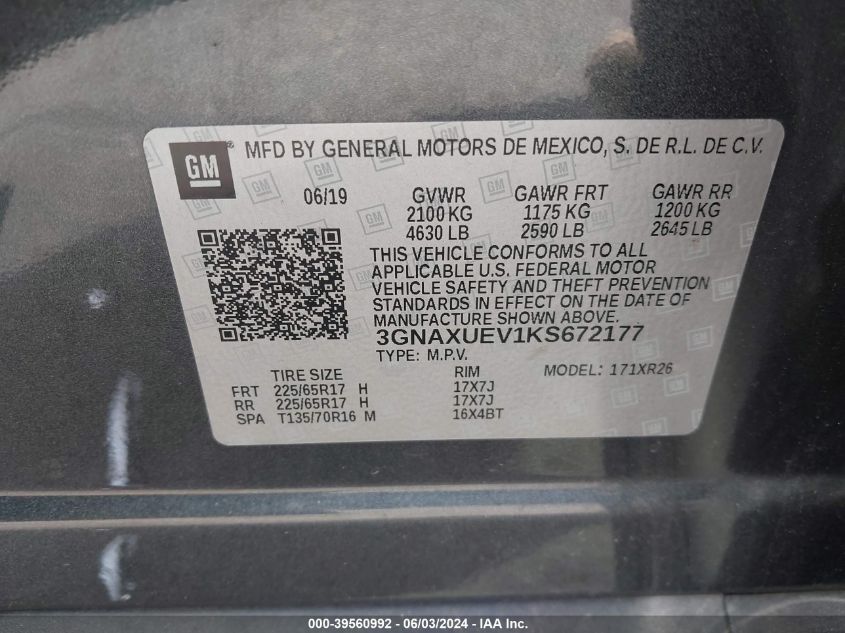 GM ® MFD BY GENERAL MOTORS DE MEXICO, S. DE R.L. DE C.V.
06/19 GVWR GAWR FRT GAWR RR
2100 KG 1175 KG 1200 KG
4630 LB 2590 LB 2645 LB
THIS VEHICLE CONFORMS TO ALL
APPLICABLE U.S. FEDERAL MOTOR
VEHICLE SAFETY AND THEFT PREVENTION
STANDARDS IN EFFECT ON THE DATE OF
MANUFACTURE SHOWN ABOVE.
3GNAXUEV1KS672177
TYPE: M.P.V.
TIRE SIZE RIM MODEL: 171XR26
FRT 225/65R17 H 17X7J
RR 225/65R17 H 17X7J
SPA T135/70R16 M 16X4BT
000-39560992 - 06/03/2024 - IAA Inc.